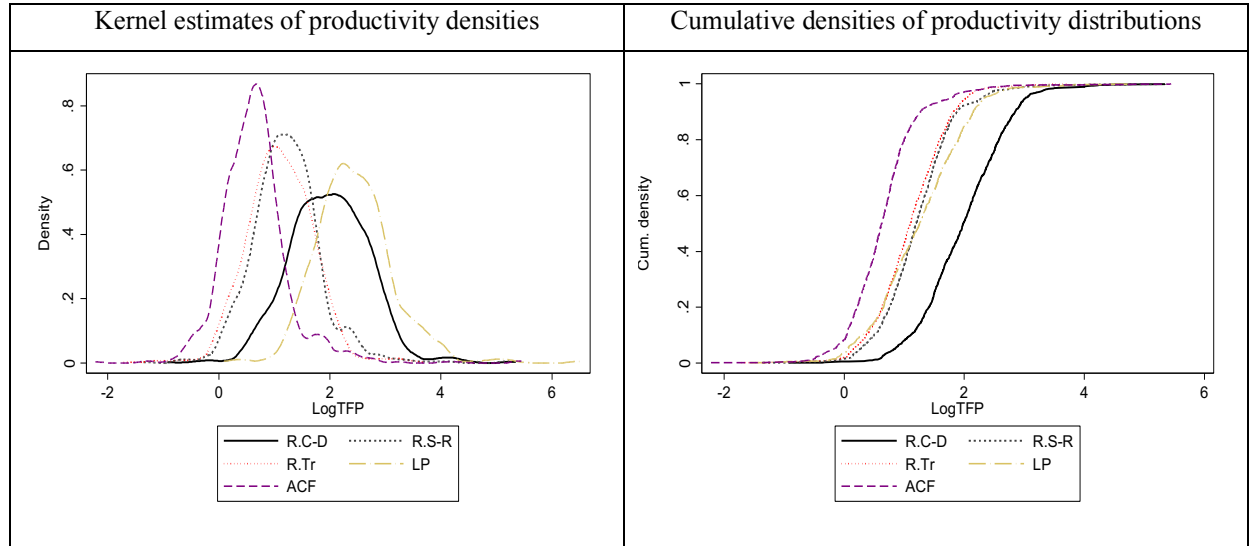 Kernel estimates of productivity densities
Cumulative densities of productivity distributions
Density
0
.2
.4
.6
.8
-2
0
2
4
6
LogTFP
R.C-D
R.S-R
R.Tr
LP
ACF
Cum. density
0
.2
.4
.6
.8
1
-2
0
2
4
6
LogTFP
R.C-D
R.S-R
R.Tr
LP
ACF